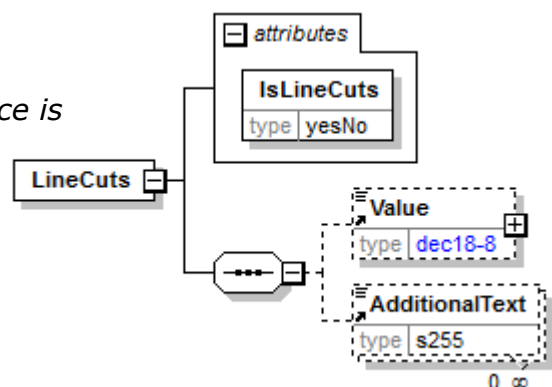 attributes
IsLineCuts
type yesNo
ce is
LineCuts
Value
type dec18-8
AdditionalText
type s255
0..∞